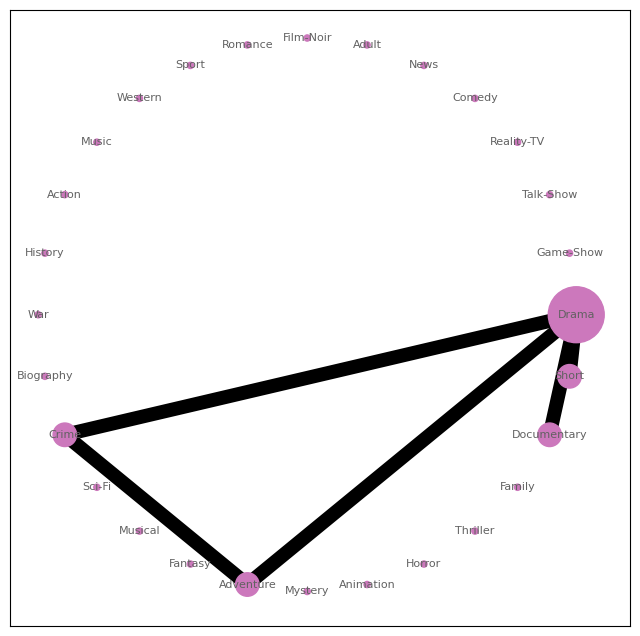 Film-Noir
Romance
Adult
Sport
News
Western
Comedy
Music
Reality-TV
Action
Talk-Show
History
Game-Show
War
Drama
Biography
Short
Crime
Documentary
Sci-Fi
Family
Musical
Thriller
Fantasy
Horror
Adventure
Animation
Mystery